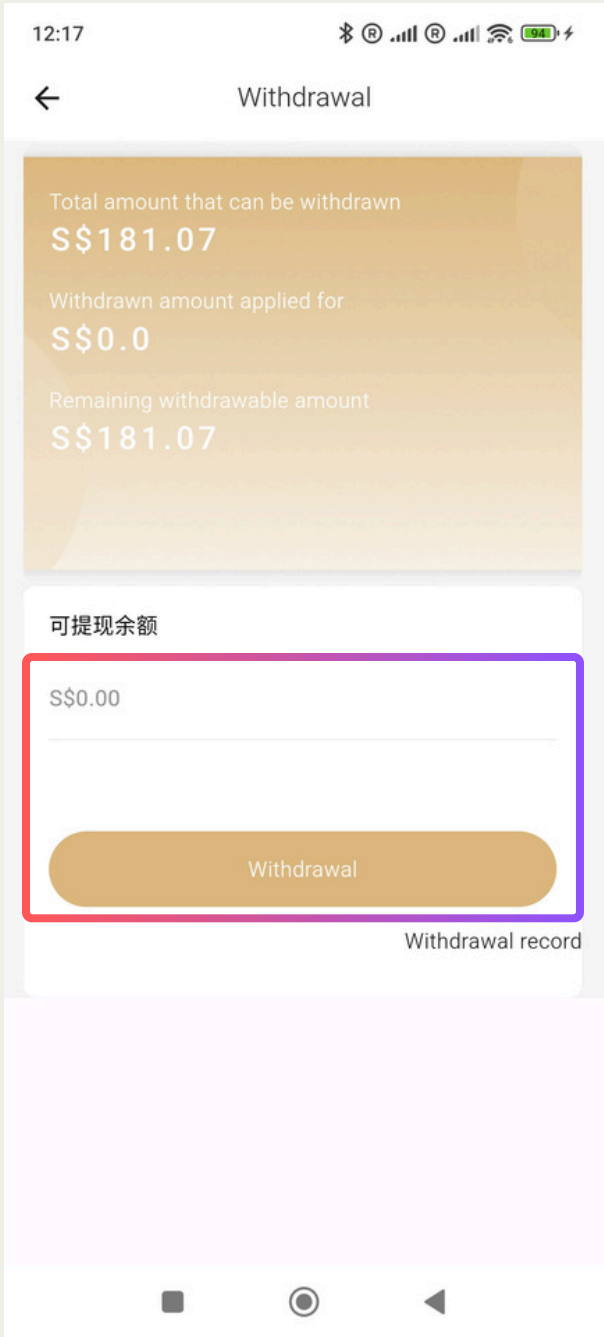 12:17
94
Withdrawal
Total amount that can be withdrawn
S$181.07
Withdrawn amount applied for
S$0.0
Remaining withdrawable amount
S$181.07
可提现余额
S$0.00
Withdrawal
Withdrawal record